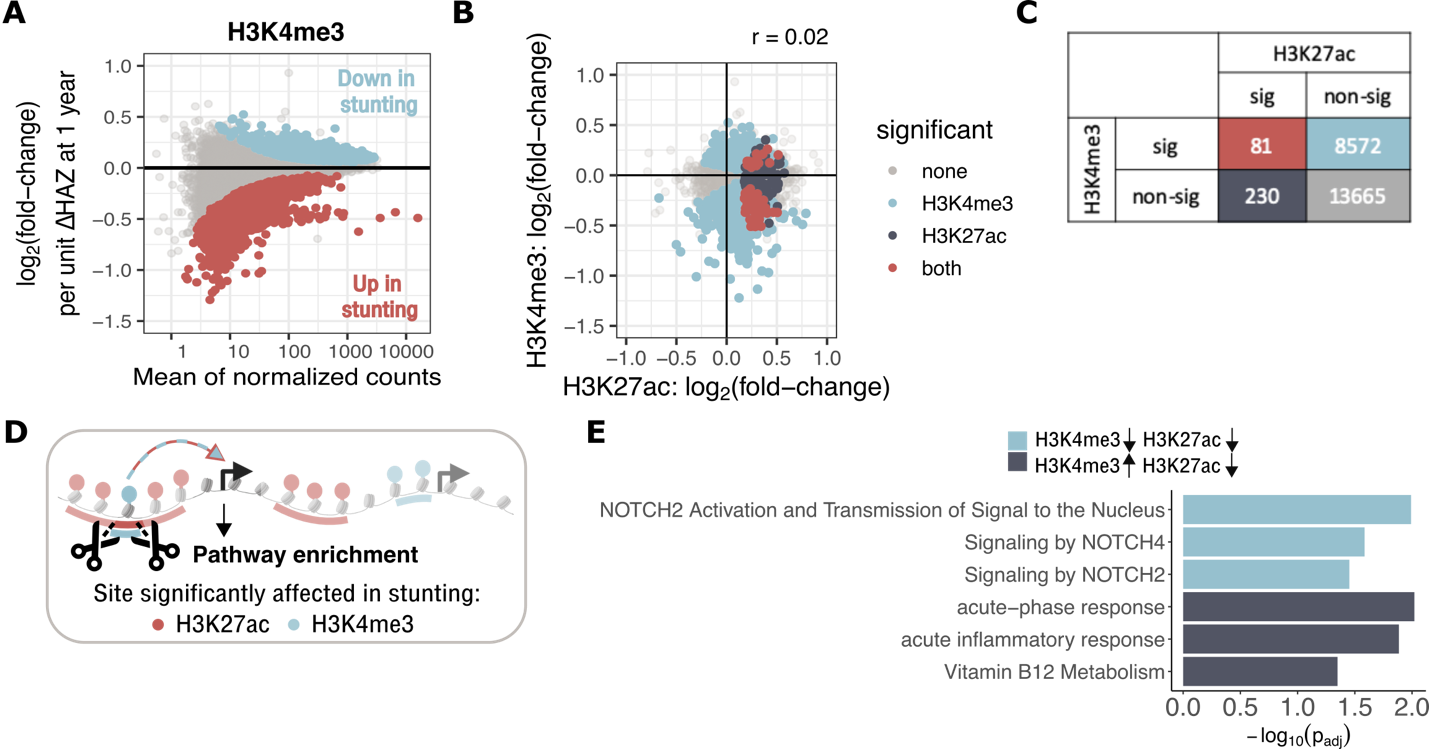 A
H3K4me3
log2(fold−change)
per unit ΔHAZ at 1 year
1.0
0.5
0.0
−0.5
−1.0
−1.5
Down in
stunting
Up in
stunting
1 10 100 1000 10000
Mean of normalized counts
B
r = 0.02
H3K4me3: log2(fold−change)
1.0
0.5
0.0
−0.5
−1.0
−1.5
−1.0 −0.5 0.0 0.5 1.0
H3K27ac: log2(fold−change)
significant
none
H3K4me3
H3K27ac
both
C
H3K27ac
sig non-sig
H3K4me3
sig 81 8572
non-sig 230 13665
D
Pathway enrichment
Site significantly affected in stunting:
H3K27ac H3K4me3
E
H3K4me3↓ H3K27ac↓
H3K4me3↑ H3K27ac↓
NOTCH2 Activation and Transmission of Signal to the Nucleus
Signaling by NOTCH4
Signaling by NOTCH2
acute−phase response
acute inflammatory response
Vitamin B12 Metabolism
0.0 0.5 1.0 1.5 2.0
−log10(padj)